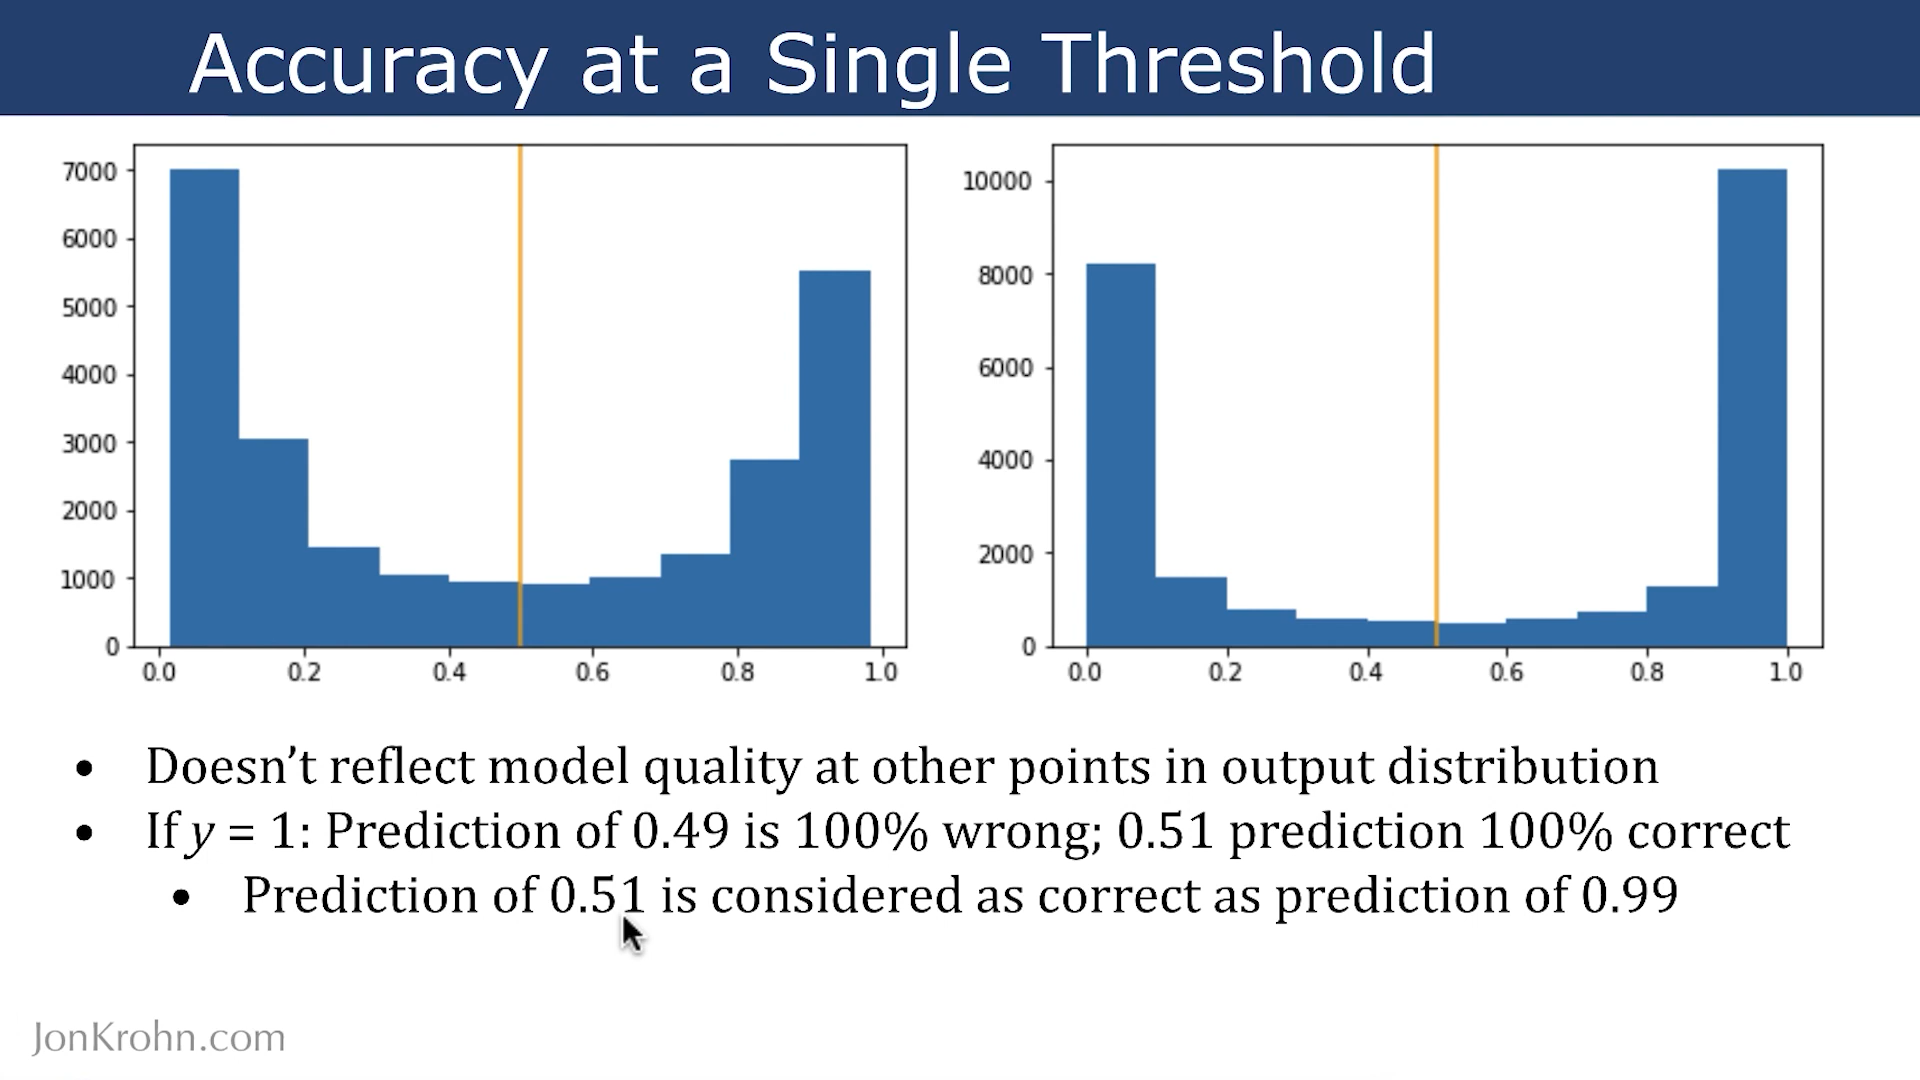 Accuracy at a Single Threshold
7000
6000
5000
4000
3000
2000
1000
0
0.0 0.2 0.4 0.6 0.8 1.0
10000
8000
6000
4000
2000
0
0.0 0.2 0.4 0.6 0.8 1.0
• Doesn’t reflect model quality at other points in output distribution
• If y = 1: Prediction of 0.49 is 100% wrong; 0.51 prediction 100% correct
• Prediction of 0.51 is considered as correct as prediction of 0.99
JonKrohn.com